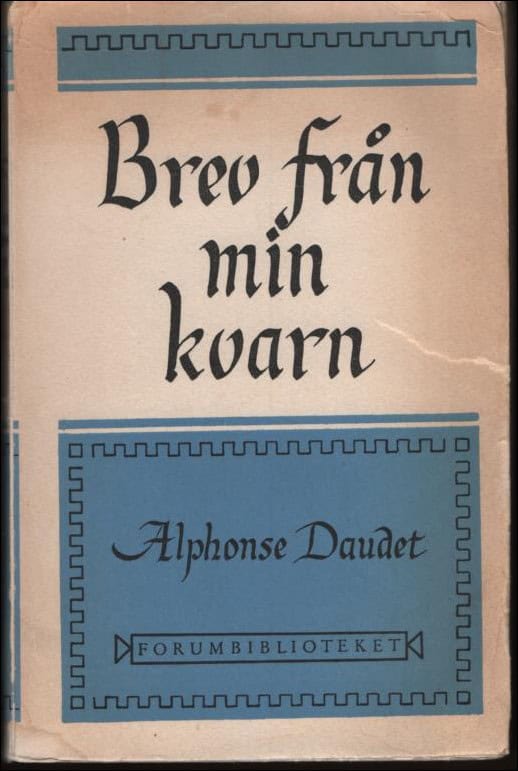 Brev från
min
kvarn
Alphonse Daudet
FORUMBIBLIOTEKET